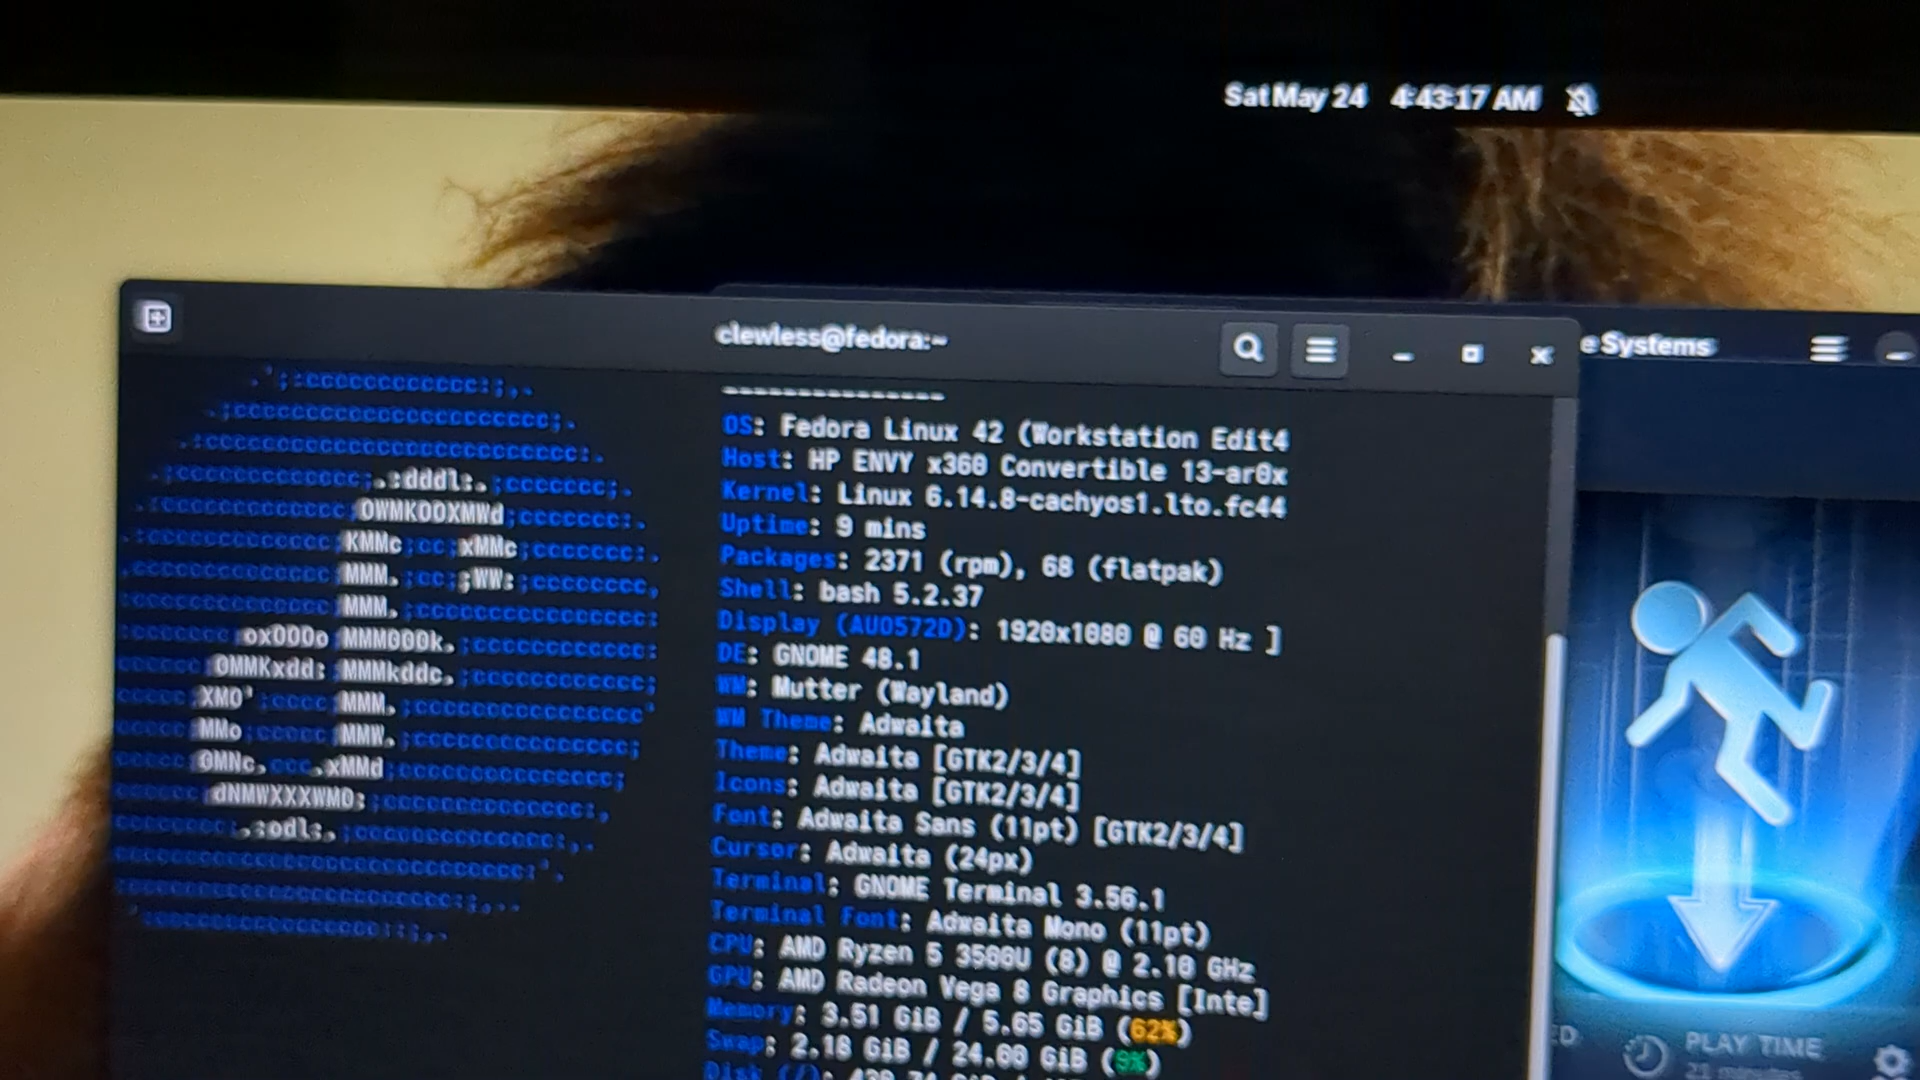 Sat May 24 4:43:17 AM
clewless@fedora:~
e Systems
---------------
OS: Fedora Linux 42 (Workstation Edit4
Host: HP ENVY x360 Convertible 13-ar0x
Kernel: Linux 6.14.8-cachyos1.lto.fc44
Uptime: 9 mins
Packages: 2371 (rpm), 68 (flatpak)
Shell: bash 5.2.37
Display (AUO572D): 1920x1080 @ 60 Hz ]
DE: GNOME 48.1
WM: Mutter (Wayland)
WM Theme: Adwaita
Theme: Adwaita [GTK2/3/4]
Icons: Adwaita [GTK2/3/4]
Font: Adwaita Sans (11pt) [GTK2/3/4]
Cursor: Adwaita (24px)
Terminal: GNOME Terminal 3.56.1
Terminal Font: Adwaita Mono (11pt)
CPU: AMD Ryzen 5 3500U (8) @ 2.10 GHz
GPU: AMD Radeon Vega 8 Graphics [Inte]
Memory: 3.51 GiB / 5.65 GiB (62%)
Swap: 2.18 GiB / 24.00 GiB (9%)
Disk (/):
PLAY TIME
21 minutes